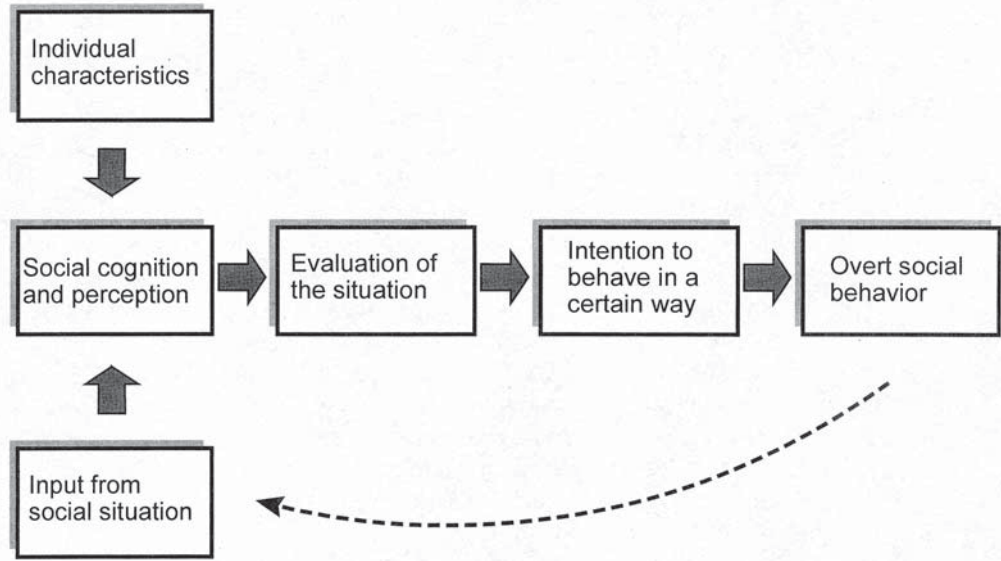 Individual
characteristics
Social cognition
and perception
Evaluation of
the situation
Intention to
behave in a
certain way
Overt social
behavior
Input from
social situation